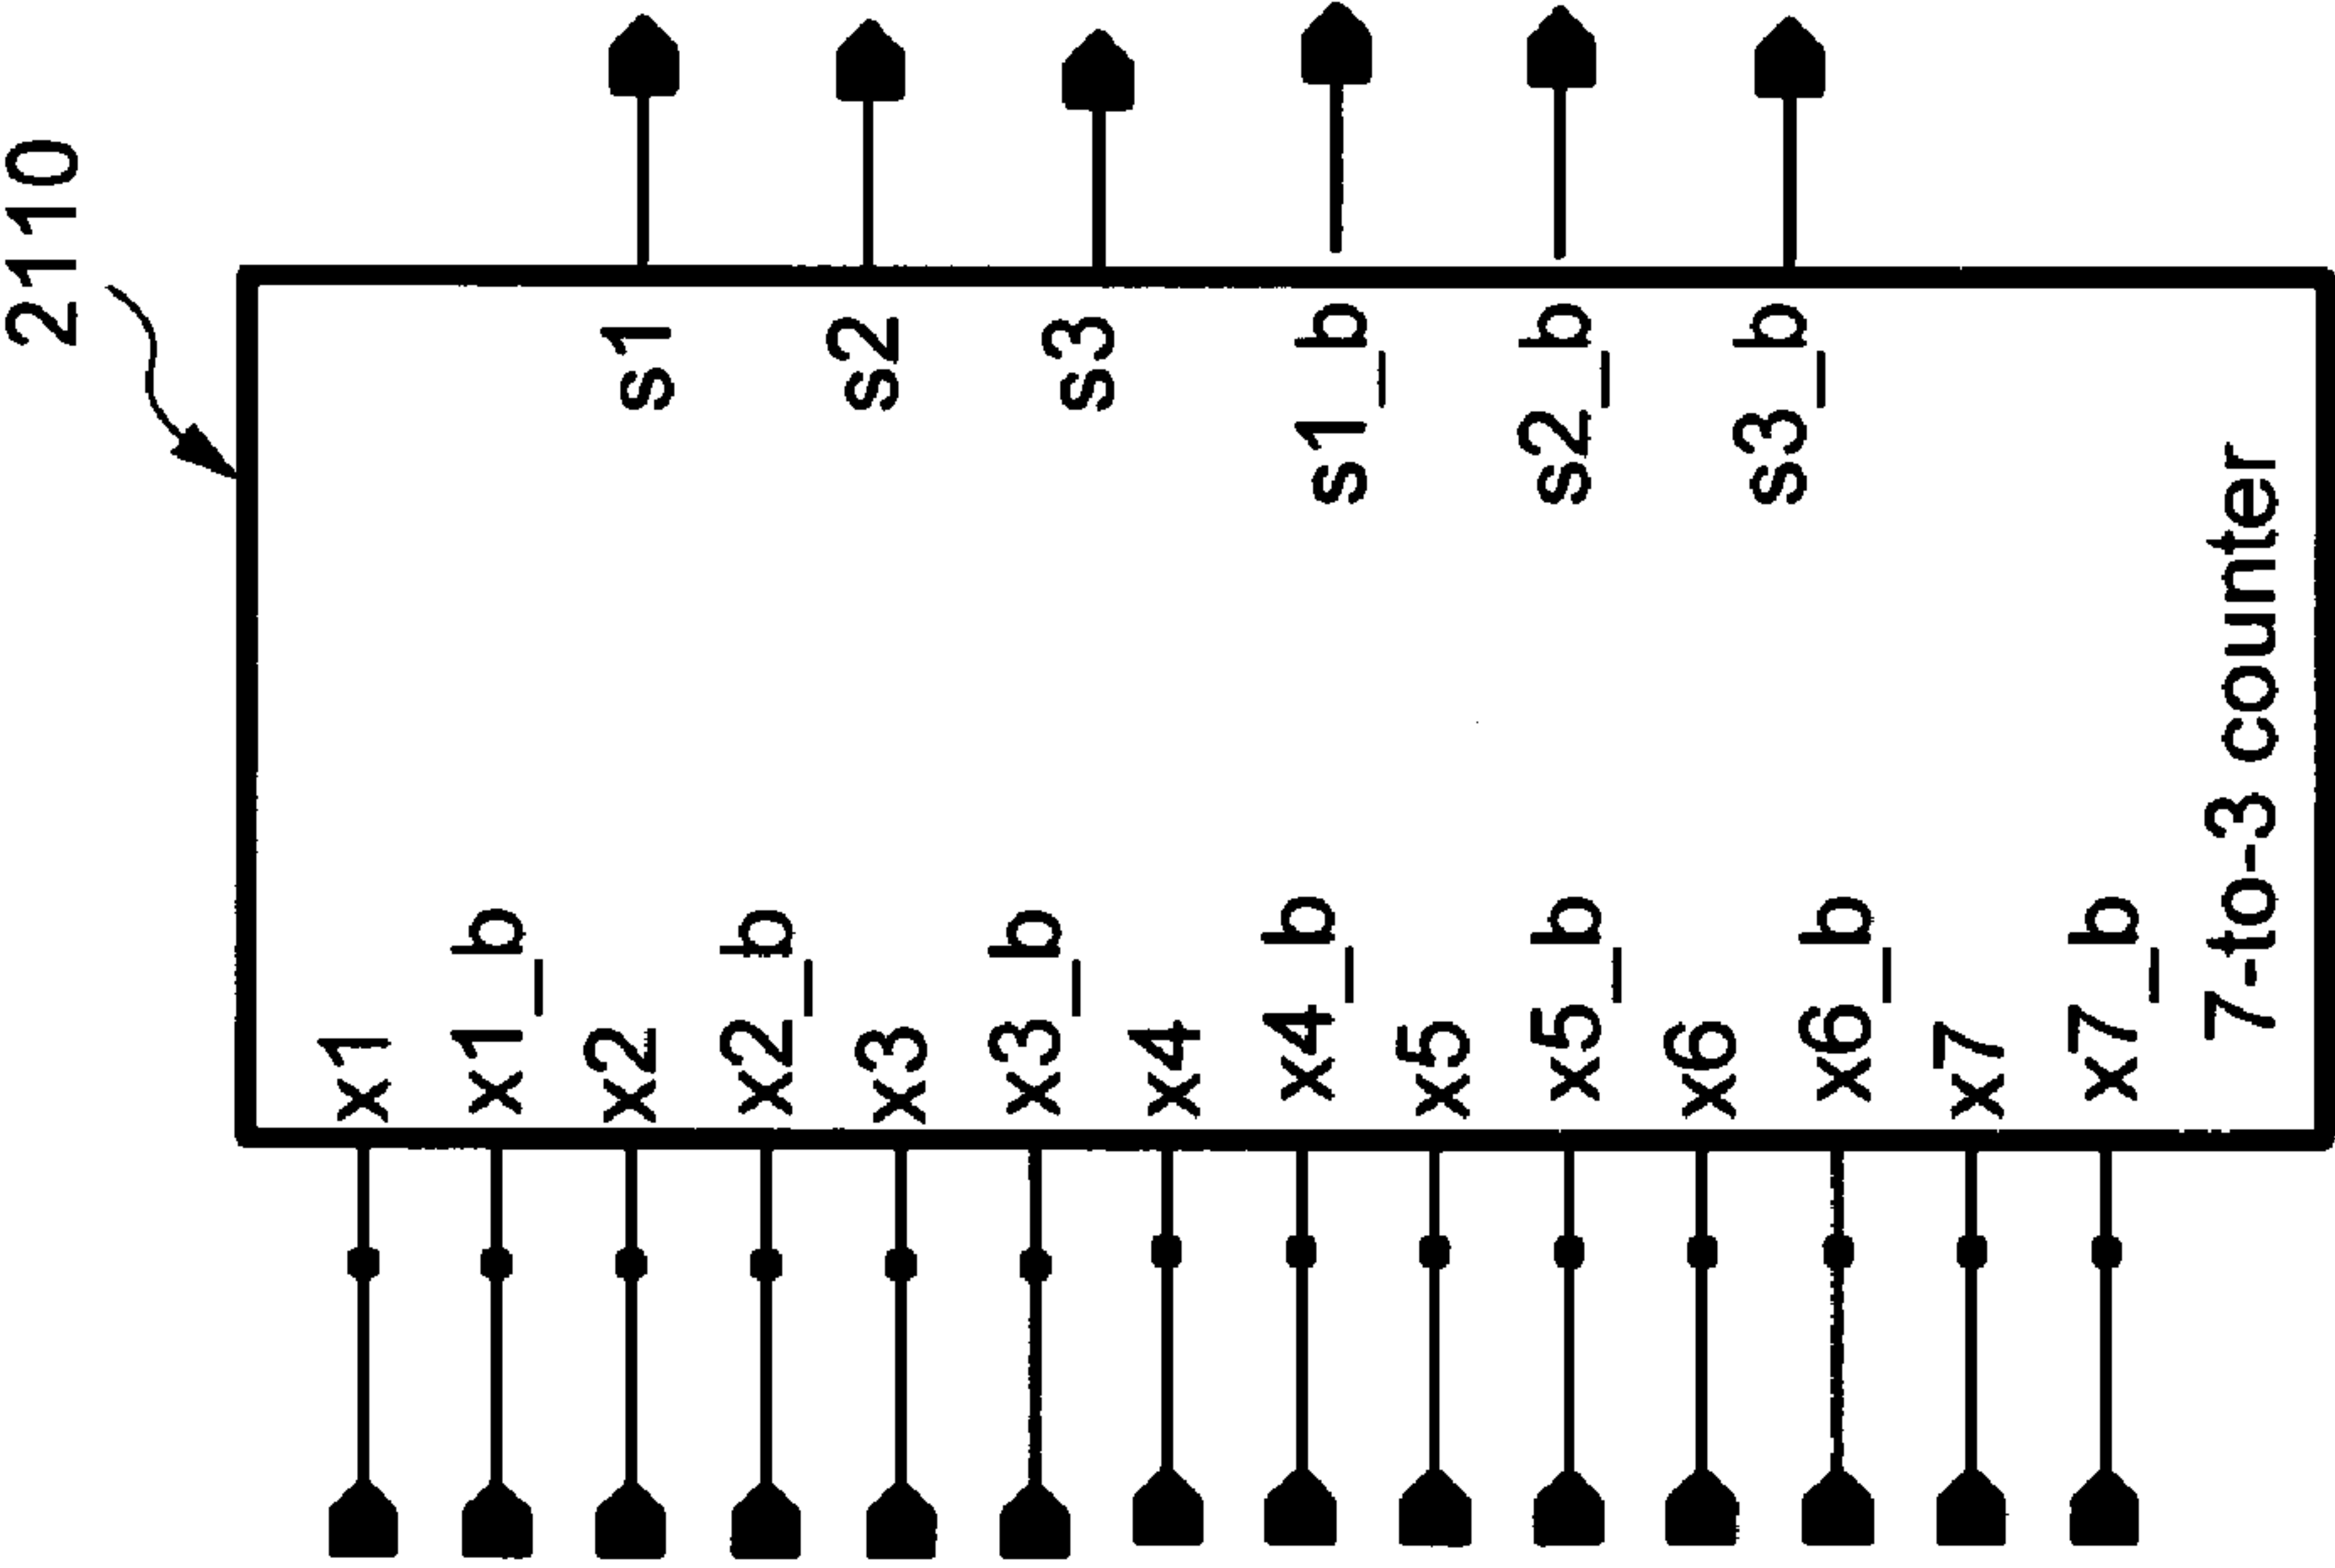 2110
x1
x1_b
x2
x2_b
x3
x3_b
x4
x4_b
x5
x5_b
x6
x6_b
x7
x7_b
s1
s2
s3
s1_b
s2_b
s3_b
7-to-3 counter